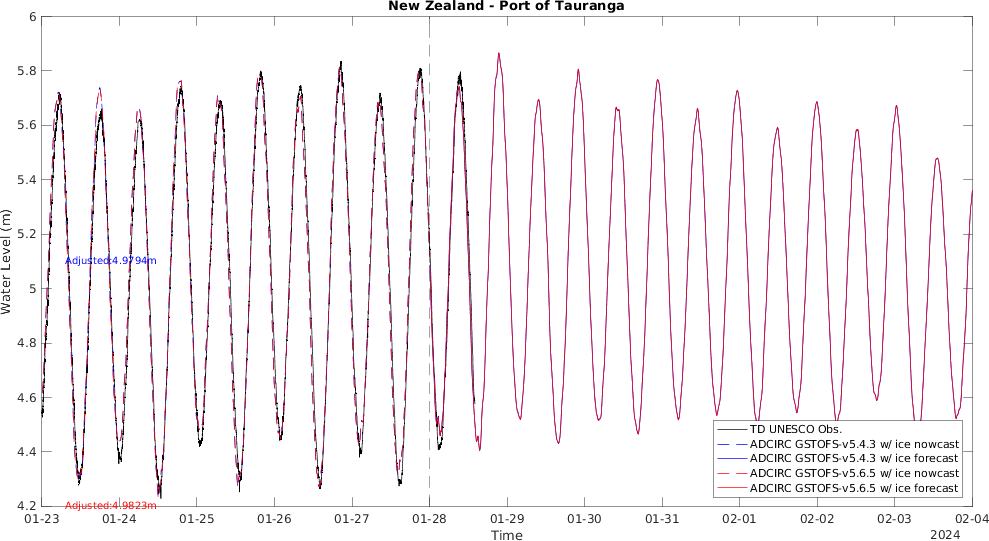 New Zealand - Port of Tauranga
6
5.8
5.6
5.4
5.2
5
4.8
4.6
4.4
4.2
Water Level (m)
Adjusted:4.9794m
Adjusted:4.9823m
TD UNESCO Obs.
ADCIRC GSTOFS-v5.4.3 w/ ice nowcast
ADCIRC GSTOFS-v5.4.3 w/ ice forecast
ADCIRC GSTOFS-v5.6.5 w/ ice nowcast
ADCIRC GSTOFS-v5.6.5 w/ ice forecast
01-23 01-24 01-25 01-26 01-27 01-28 01-29 01-30 01-31 02-01 02-02 02-03 02-04
Time
2024